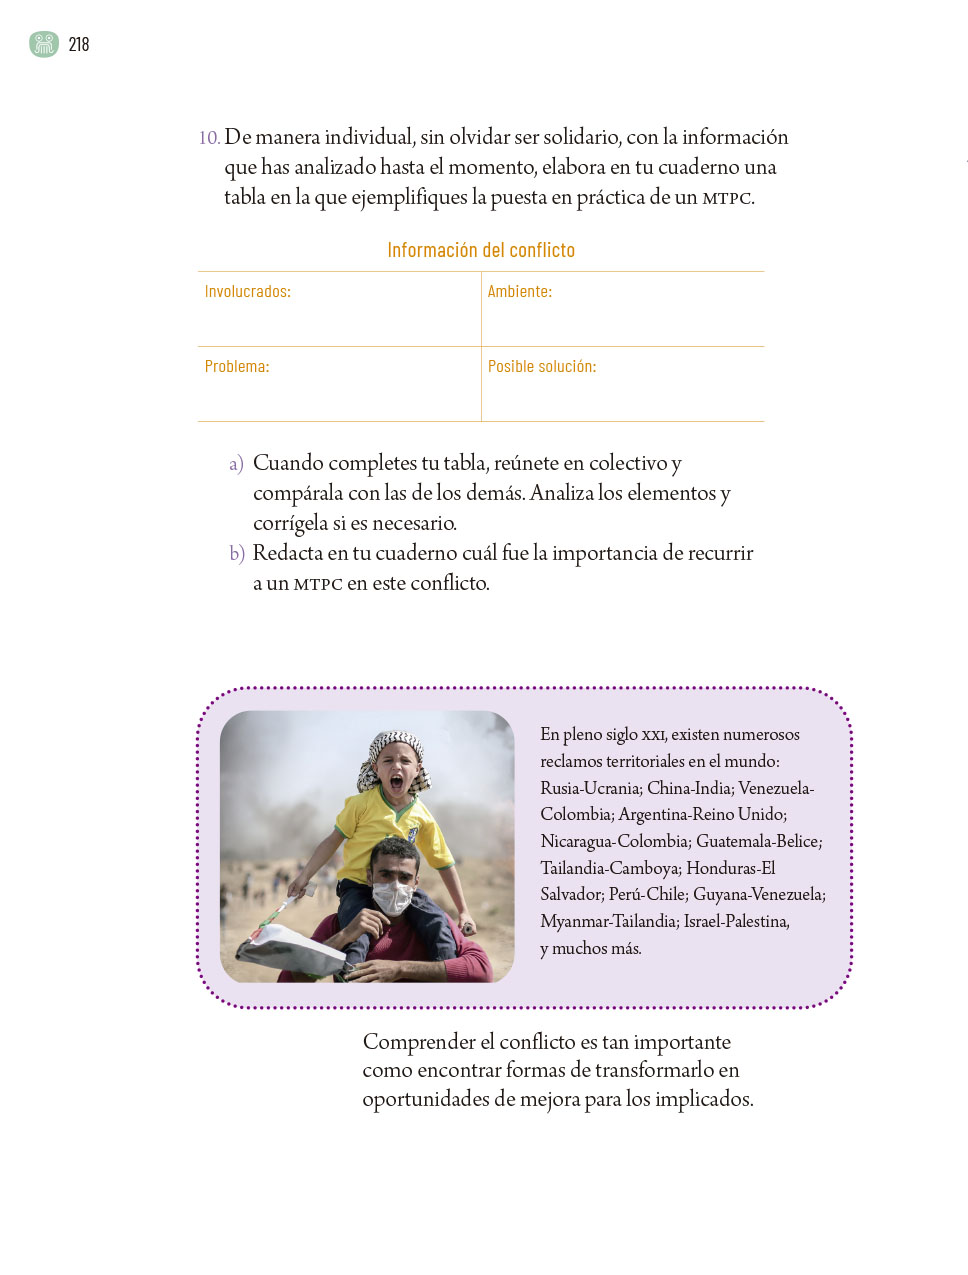 218
10. De manera individual, sin olvidar ser solidario, con la información
que has analizado hasta el momento, elabora en tu cuaderno una
tabla en la que ejemplifiques la puesta en práctica de un MTPC.
Información del conflicto
Involucrados:
Ambiente:
Problema:
Posible solución:
a) Cuando completes tu tabla, reúnete en colectivo y
compárala con las de los demás. Analiza los elementos y
corrígela si es necesario.
b) Redacta en tu cuaderno cuál fue la importancia de recurrir
a un MTPC en este conflicto.
En pleno siglo XXI, existen numerosos
reclamos territoriales en el mundo:
Rusia-Ucrania; China-India; Venezuela-
Colombia; Argentina-Reino Unido;
Nicaragua-Colombia; Guatemala-Belice;
Tailandia-Camboya; Honduras-El
Salvador; Perú-Chile; Guyana-Venezuela;
Myanmar-Tailandia; Israel-Palestina,
y muchos más.
Comprender el conflicto es tan importante
como encontrar formas de transformarlo en
oportunidades de mejora para los implicados.